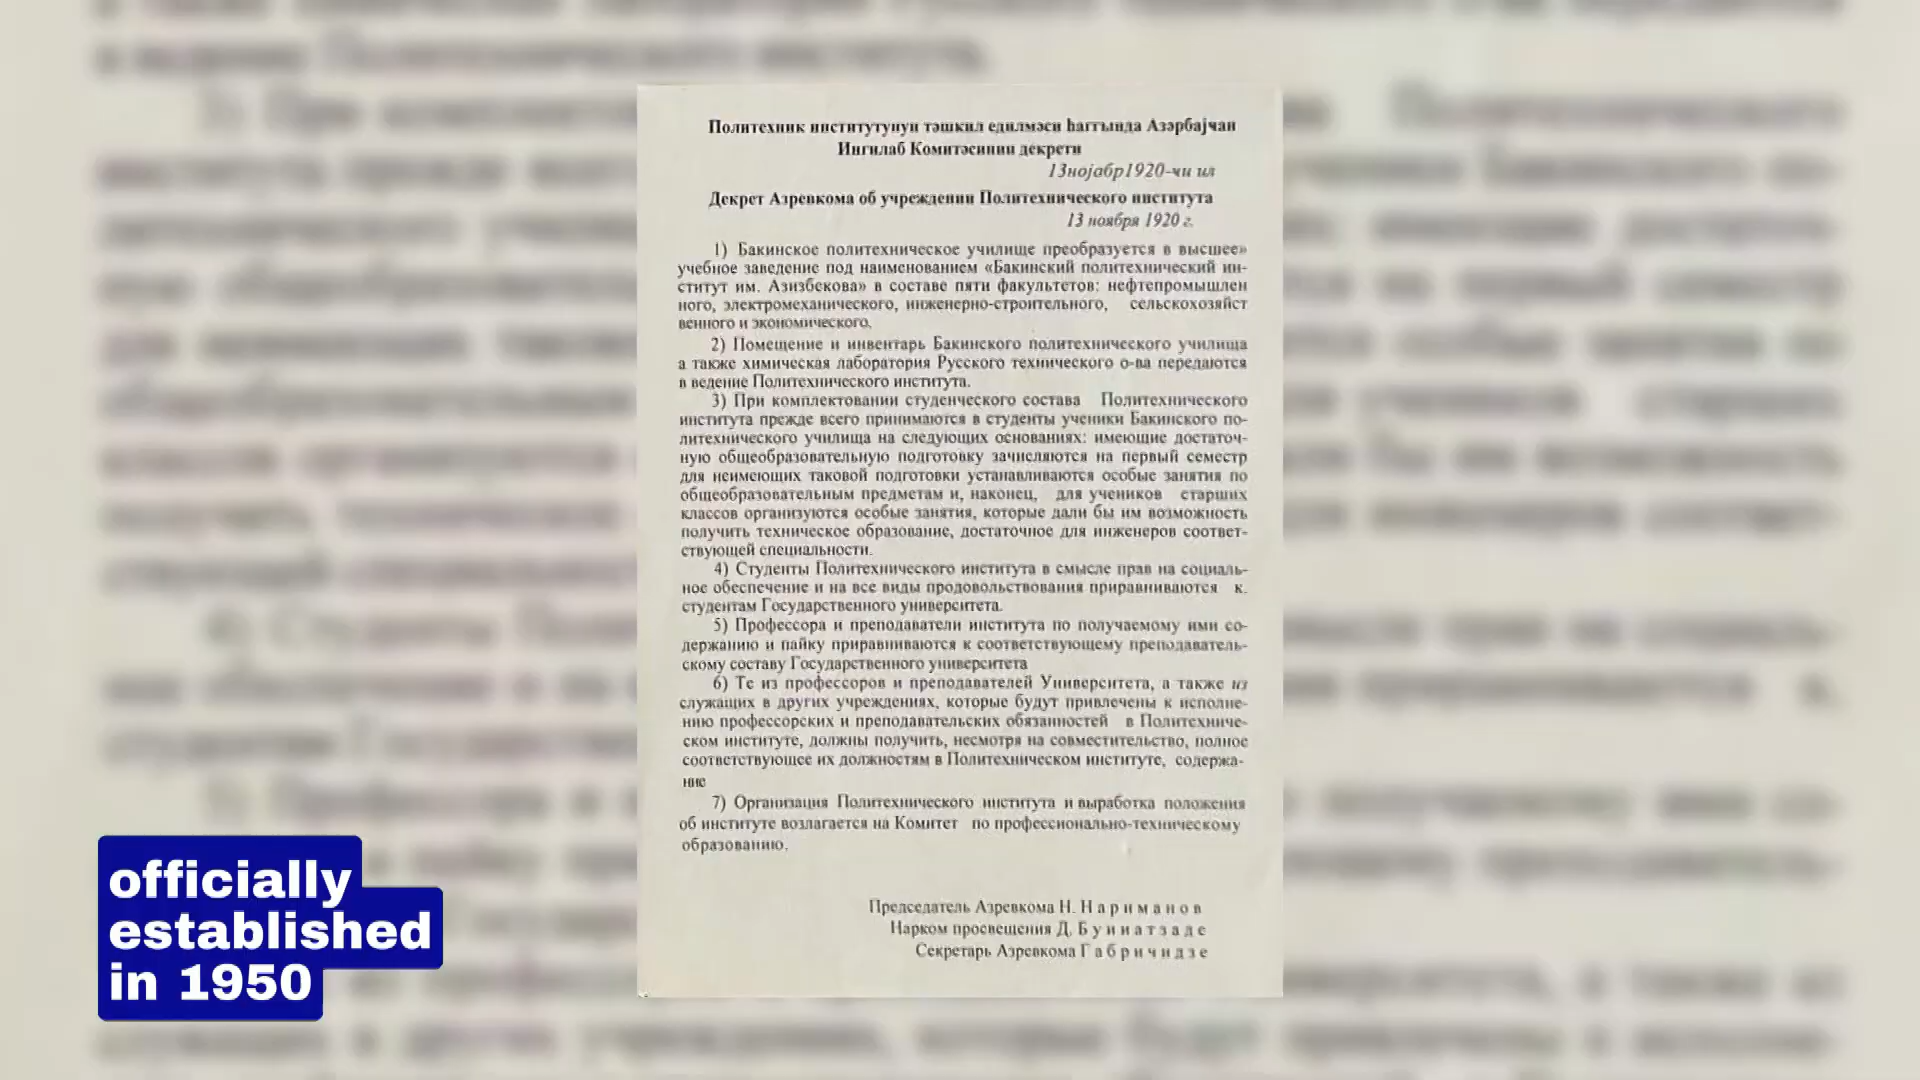 Политехник институтунун тәшкил едилмәси һаггында Азәрбајчан
Ингилаб Комитәсинин декрети
13нојабр1920-чи ил
Декрет Азревкома об учреждении Политехнического института
13 ноября 1920 г.
1) Бакинское политехническое училище преобразуется в высшее»
учебное заведение под наименованием «Бакинский политехнический ин-
ститут им. Азизбекова» в составе пяти факультетов: нефтепромышлен
ного, электромеханического, инженерно-строительного, сельскохозяйст
венного и экономического.
2) Помещение и инвентарь Бакинского политехнического училища
а также химическая лаборатория Русского технического о-ва передаются
в ведение Политехнического института.
3) При комплектовании студенческого состава Политехнического
института прежде всего принимаются в студенты ученики Бакинского по-
литехнического училища на следующих основаниях: имеющие достаточ-
ную общеобразовательную подготовку зачисляются на первый семестр
для неимеющих таковой подготовки устанавливаются особые занятия по
общеобразовательным предметам и, наконец, для учеников старших
классов организуются особые занятия, которые дали бы им возможность
получить техническое образование, достаточное для инженеров соответ-
ствующей специальности.
4) Студенты Политехнического института в смысле прав на социаль-
ное обеспечение и на все виды продовольствования приравниваются к.
студентам Государственного университета.
5) Профессора и преподаватели института по получаемому ими со-
держанию и пайку приравниваются к соответствующему преподаватель-
скому составу Государственного университета
6) Те из профессоров и преподавателей Университета, а также из
служащих в других учреждениях, которые будут привлечены к исполне-
нию профессорских и преподавательских обязанностей в Политехниче-
ском институте, должны получить, несмотря на совместительство, полное
соответствующее их должностям в Политехническом институте, содержа-
ние
7) Организация Политехнического института и выработка положения
об институте возлагается на Комитет по профессионально-техническому
образованию.
Председатель Азревкома Н. Нариманов
Нарком просвещения Д. Буниатзаде
Секретарь Азревкома Габричидзе
officially
established
in 1950